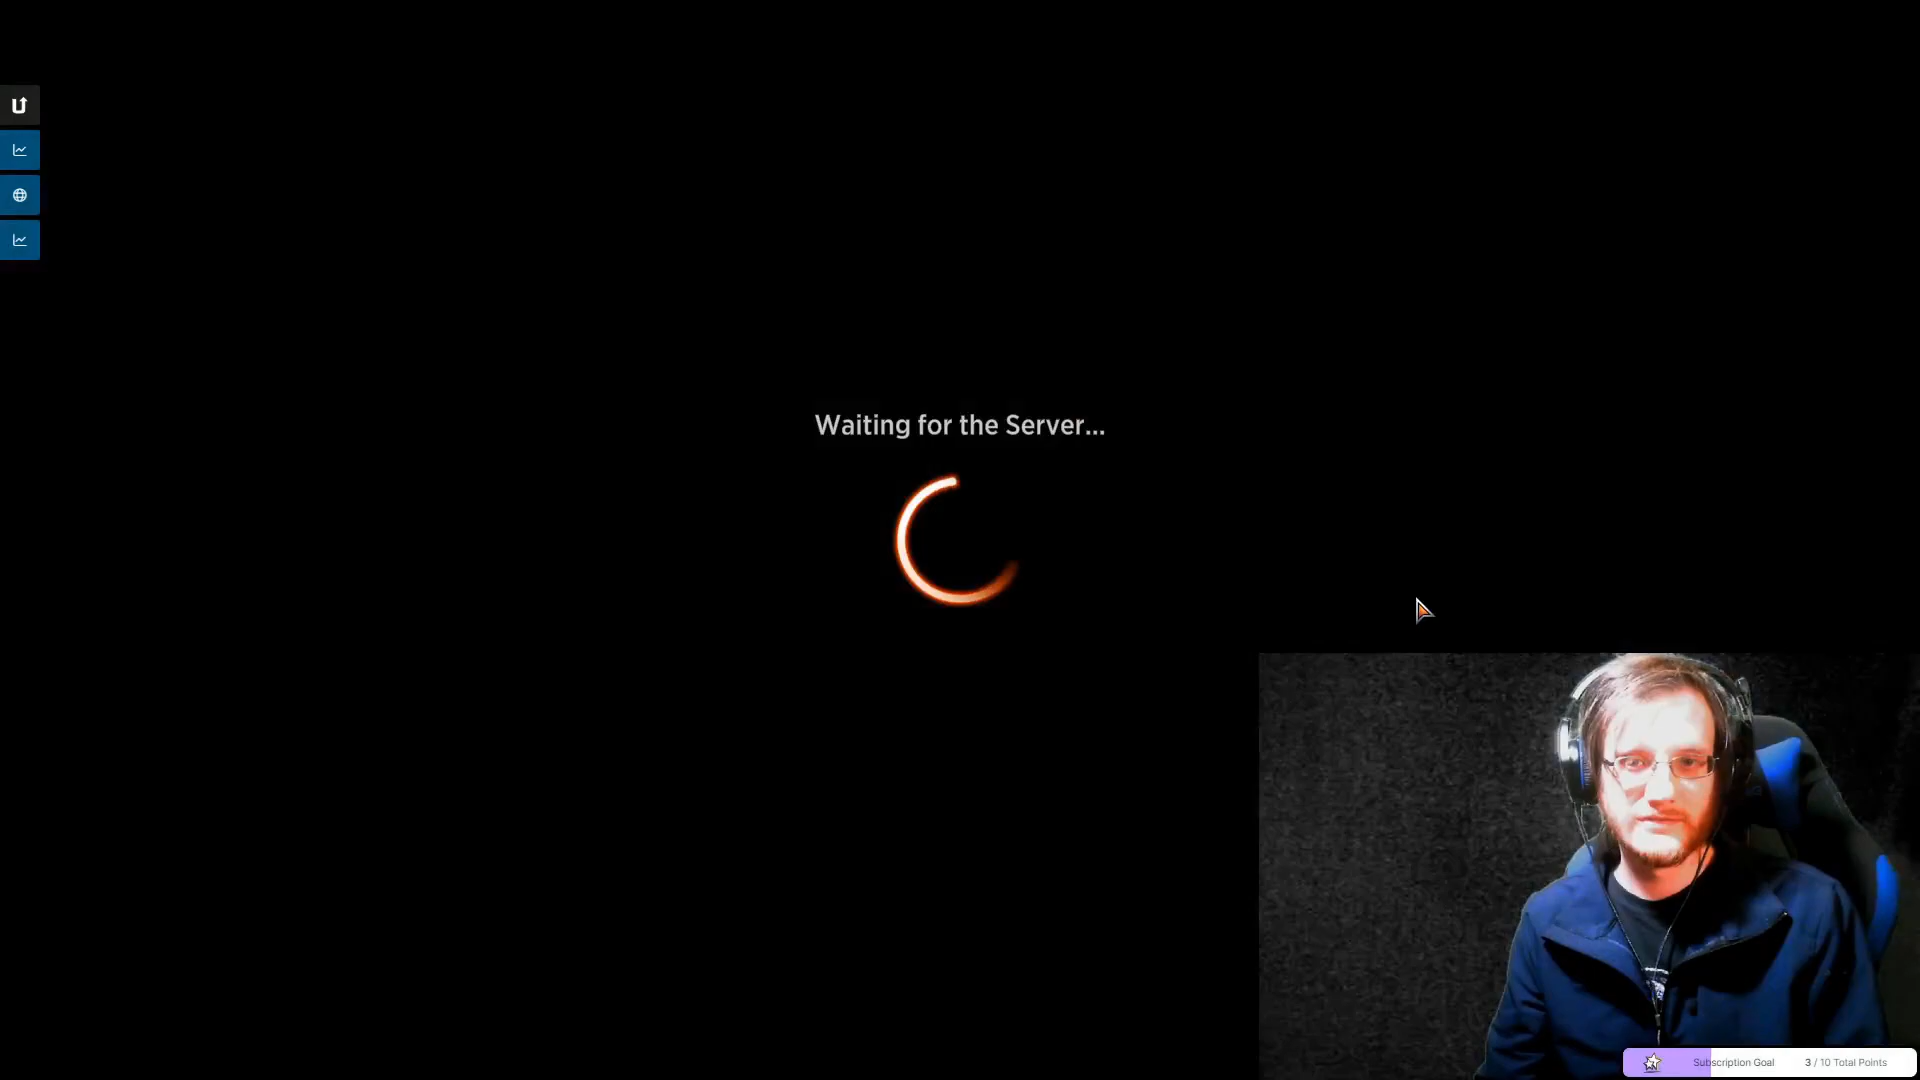 Waiting for the Server...
Subscription Goal 3 / 10 Total Points